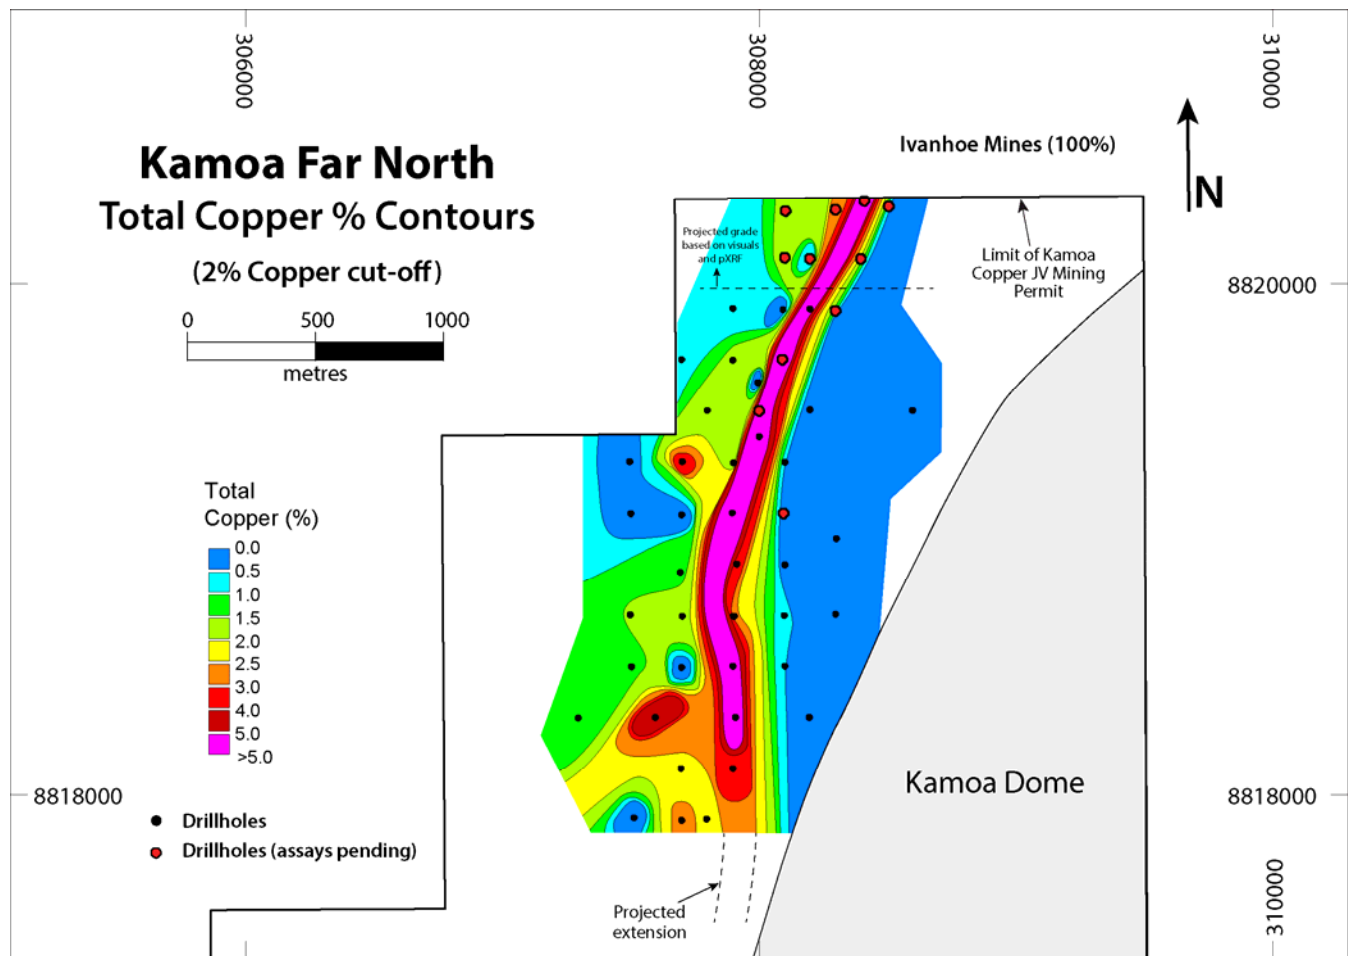 306000
308000
310000
Ivanhoe Mines (100%)
Kamoa Far North
Total Copper % Contours
(2% Copper cut-off)
N
Projected grade
based on visuals
and pXRF
Limit of Kamoa
Copper JV Mining
Permit
8820000
0 500 1000
metres
Total
Copper (%)
0.0
0.5
1.0
1.5
2.0
2.5
3.0
4.0
5.0
>5.0
Kamoa Dome
8818000
8818000
Drillholes
Drillholes (assays pending)
Projected
extension
310000